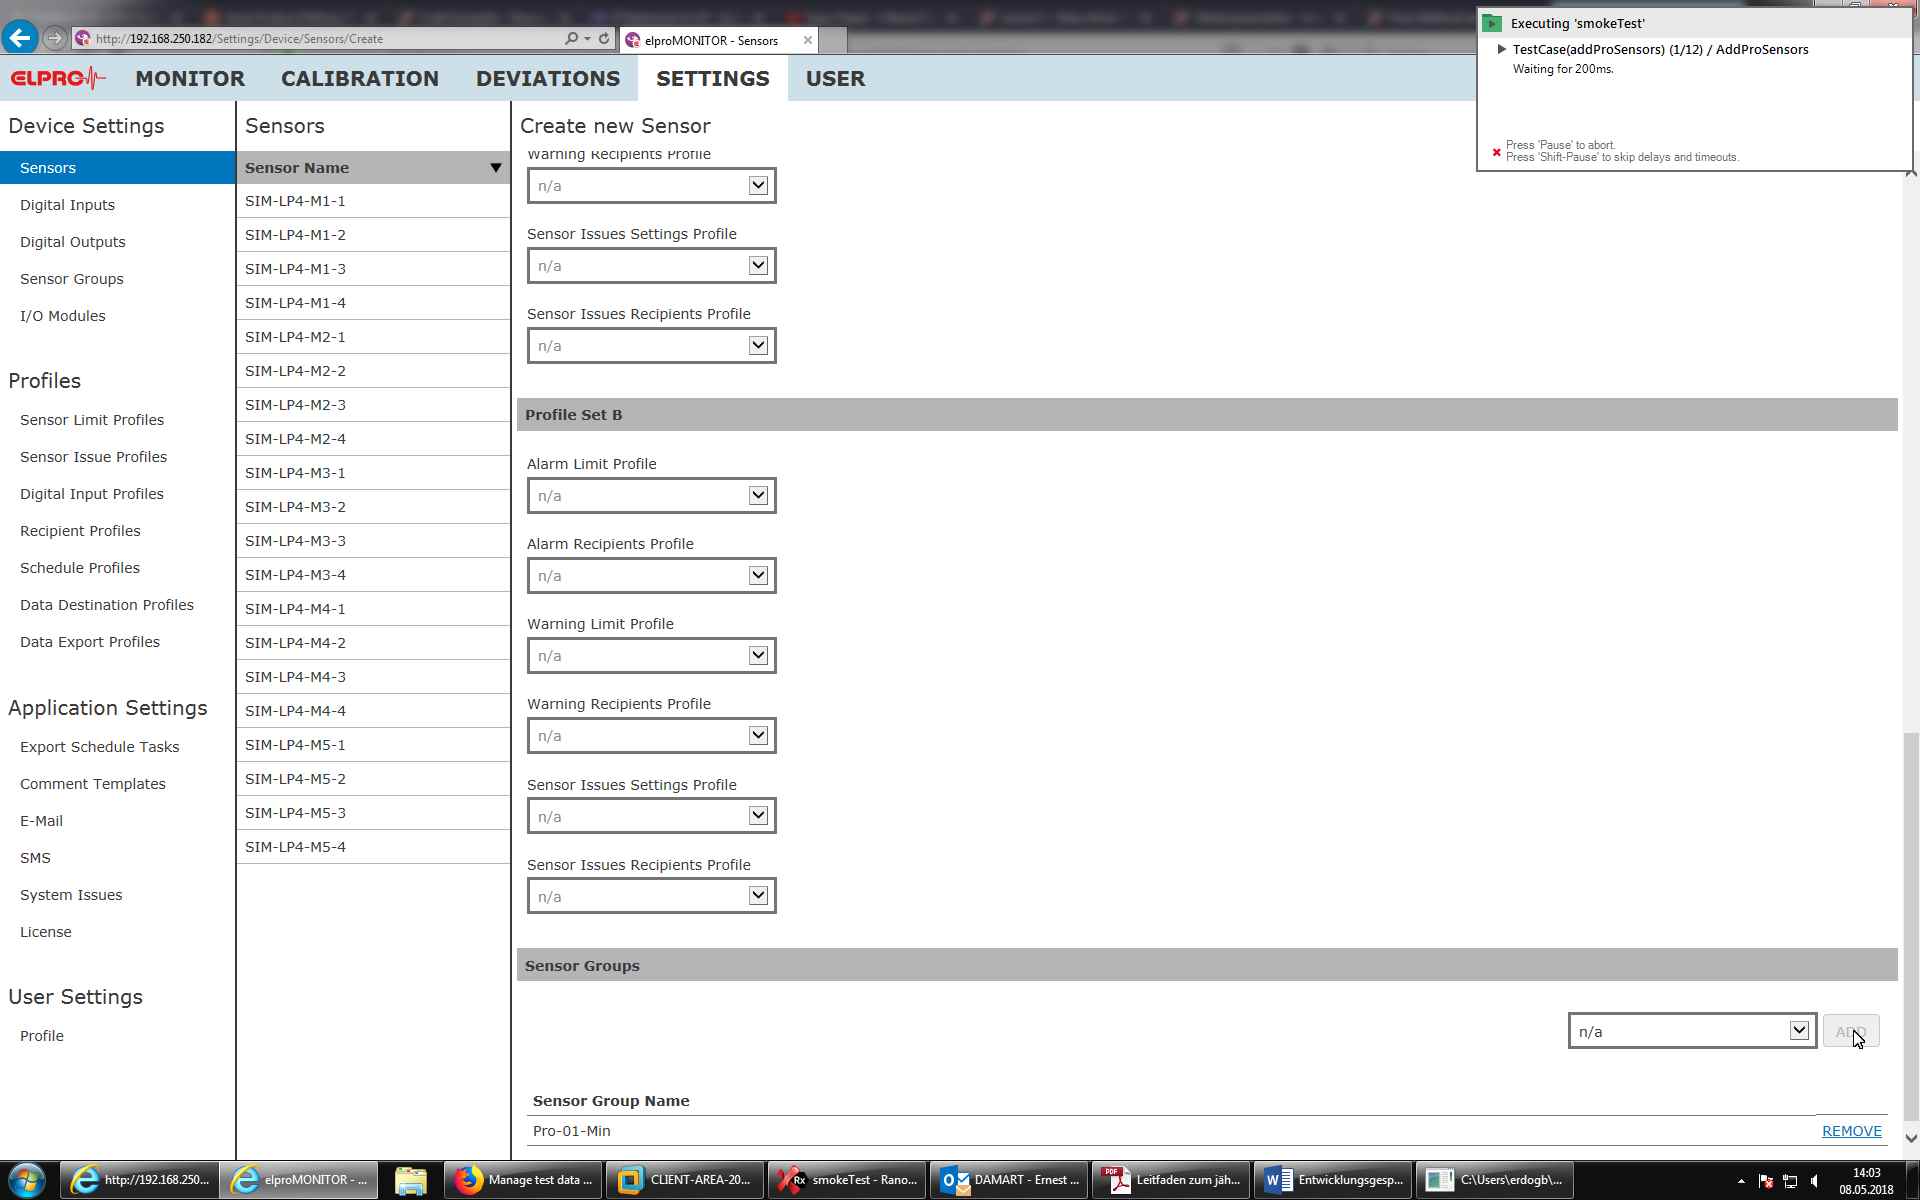 http://192.168.250.182/Settings/Device/Sensors/Create
elproMONITOR - Sensors
Executing 'smokeTest'
TestCase(addProSensors) (1/12) / AddProSensors
Waiting for 200ms.
Press 'Pause' to abort.
Press 'Shift-Pause' to skip delays and timeouts.
ELPRO
MONITOR
CALIBRATION
DEVIATIONS
SETTINGS
USER
Device Settings
Sensors
Digital Inputs
Digital Outputs
Sensor Groups
I/O Modules
Profiles
Sensor Limit Profiles
Sensor Issue Profiles
Digital Input Profiles
Recipient Profiles
Schedule Profiles
Data Destination Profiles
Data Export Profiles
Application Settings
Export Schedule Tasks
Comment Templates
E-Mail
SMS
System Issues
License
User Settings
Profile
Sensors
Sensor Name
SIM-LP4-M1-1
SIM-LP4-M1-2
SIM-LP4-M1-3
SIM-LP4-M1-4
SIM-LP4-M2-1
SIM-LP4-M2-2
SIM-LP4-M2-3
SIM-LP4-M2-4
SIM-LP4-M3-1
SIM-LP4-M3-2
SIM-LP4-M3-3
SIM-LP4-M3-4
SIM-LP4-M4-1
SIM-LP4-M4-2
SIM-LP4-M4-3
SIM-LP4-M4-4
SIM-LP4-M5-1
SIM-LP4-M5-2
SIM-LP4-M5-3
SIM-LP4-M5-4
Create new Sensor
Warning Recipients Profile
n/a
Sensor Issues Settings Profile
n/a
Sensor Issues Recipients Profile
n/a
Profile Set B
Alarm Limit Profile
n/a
Alarm Recipients Profile
n/a
Warning Limit Profile
n/a
Warning Recipients Profile
n/a
Sensor Issues Settings Profile
n/a
Sensor Issues Recipients Profile
n/a
Sensor Groups
n/a
ADD
Sensor Group Name
Pro-01-Min
REMOVE
http://192.168.250...
elproMONITOR - ...
Manage test data ...
CLIENT-AREA-20...
smokeTest - Rano...
DAMART - Ernest ...
PDF
Leitfaden zum jäh...
Entwicklungsgesp...
C:\Users\erdogb\...
14:03
08.05.2018